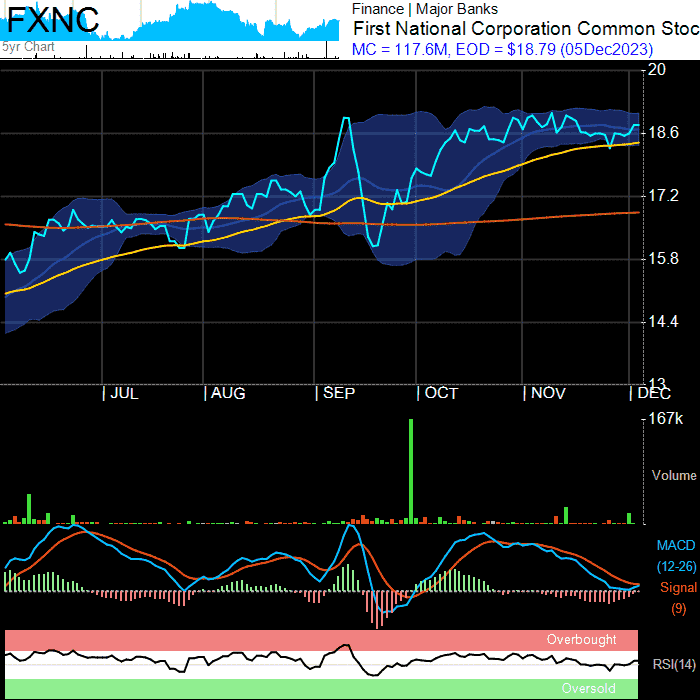 FXNC
5yr Chart
Finance | Major Banks
First National Corporation Common Stoc
MC = 117.6M, EOD = $18.79 (05Dec2023)
20
18.6
17.2
15.8
14.4
13
JUL
AUG
SEP
OCT
NOV
DEC
167k
Volume
MACD
(12-26)
Signal
(9)
Overbought
RSI(14)
Oversold